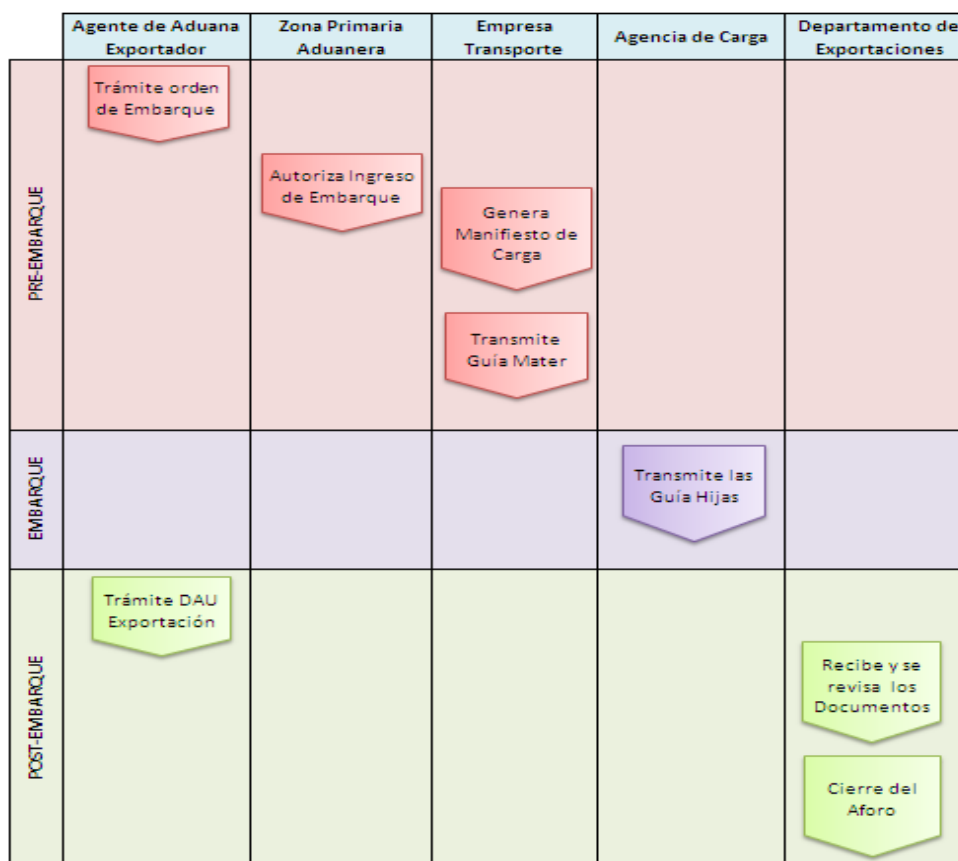 Agente de Aduana
Exportador
Zona Primaria
Aduanera
Empresa
Transporte
Agencia de Carga
Departamento de
Exportaciones
PRE-EMBARQUE
Trámite orden
de Embarque
Autoriza Ingreso
de Embarque
Genera
Manifiesto de
Carga
Transmite
Guía Mater
EMBARQUE
Transmite las
Guía Hijas
POST-EMBARQUE
Trámite DAU
Exportación
Recibe y se
revisa los
Documentos
Cierre del
Aforo